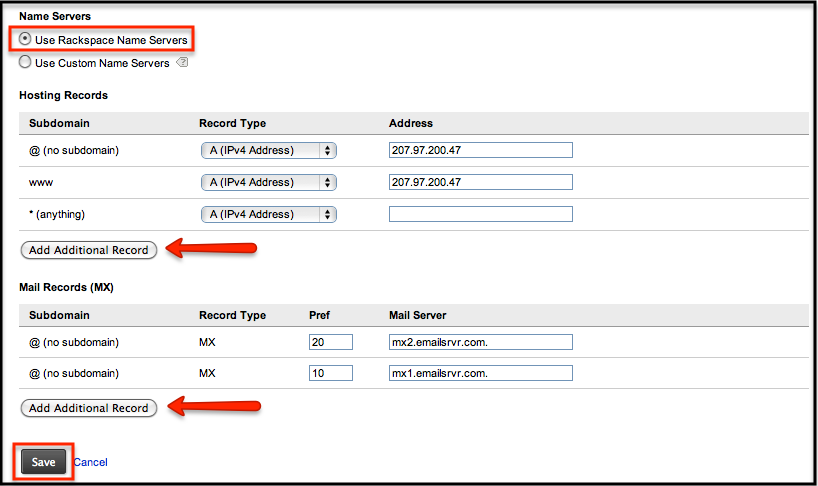 Name Servers
Use Rackspace Name Servers
Use Custom Name Servers ?
Hosting Records
Subdomain Record Type Address
@ (no subdomain) A (IPv4 Address) 207.97.200.47
www A (IPv4 Address) 207.97.200.47
* (anything) A (IPv4 Address)
Add Additional Record
Mail Records (MX)
Subdomain Record Type Pref Mail Server
@ (no subdomain) MX 20 mx2.emailsrvr.com.
@ (no subdomain) MX 10 mx1.emailsrvr.com.
Add Additional Record
Save Cancel